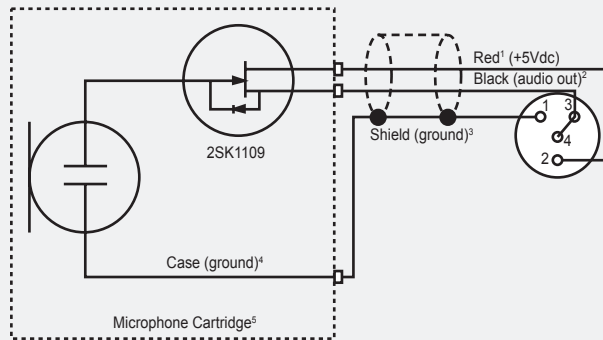 Red¹ (+5Vdc)
Black (audio out)²
1
3
Shield (ground)³
4
2
2SK1109
Case (ground)⁴
Microphone Cartridge⁵